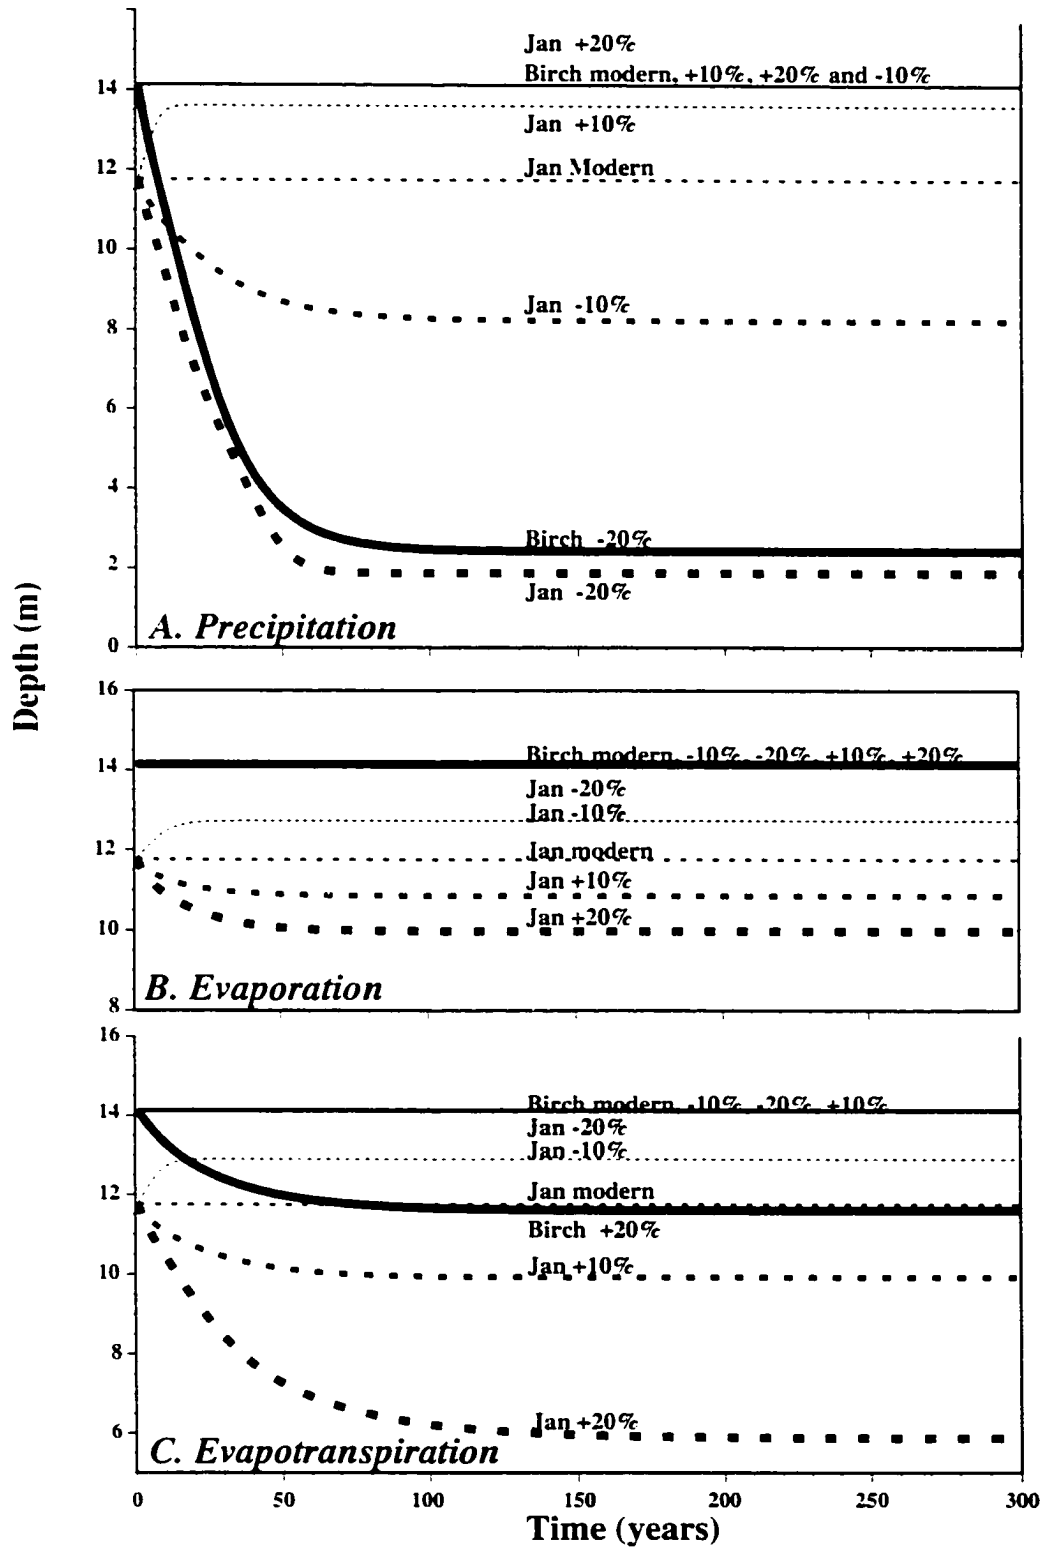 Depth (m)
Jan +20%
Birch modern, +10%, +20% and -10%
14
Jan +10%
12
Jan Modern
10
Jan -10%
8
6
4
Birch -20%
2
Jan -20%
A. Precipitation
0
16
Birch modern, -10%, -20%, +10%, +20%
14
Jan -20%
Jan -10%
12
Jan modern
Jan +10%
10
Jan +20%
B. Evaporation
8
16
Birch modern, -10%, -20%, +10%
14
Jan -20%
Jan -10%
12
Jan modern
Birch +20%
10
Jan +10%
8
6
Jan +20%
C. Evapotranspiration
0 50 100 150 200 250 300
Time (years)